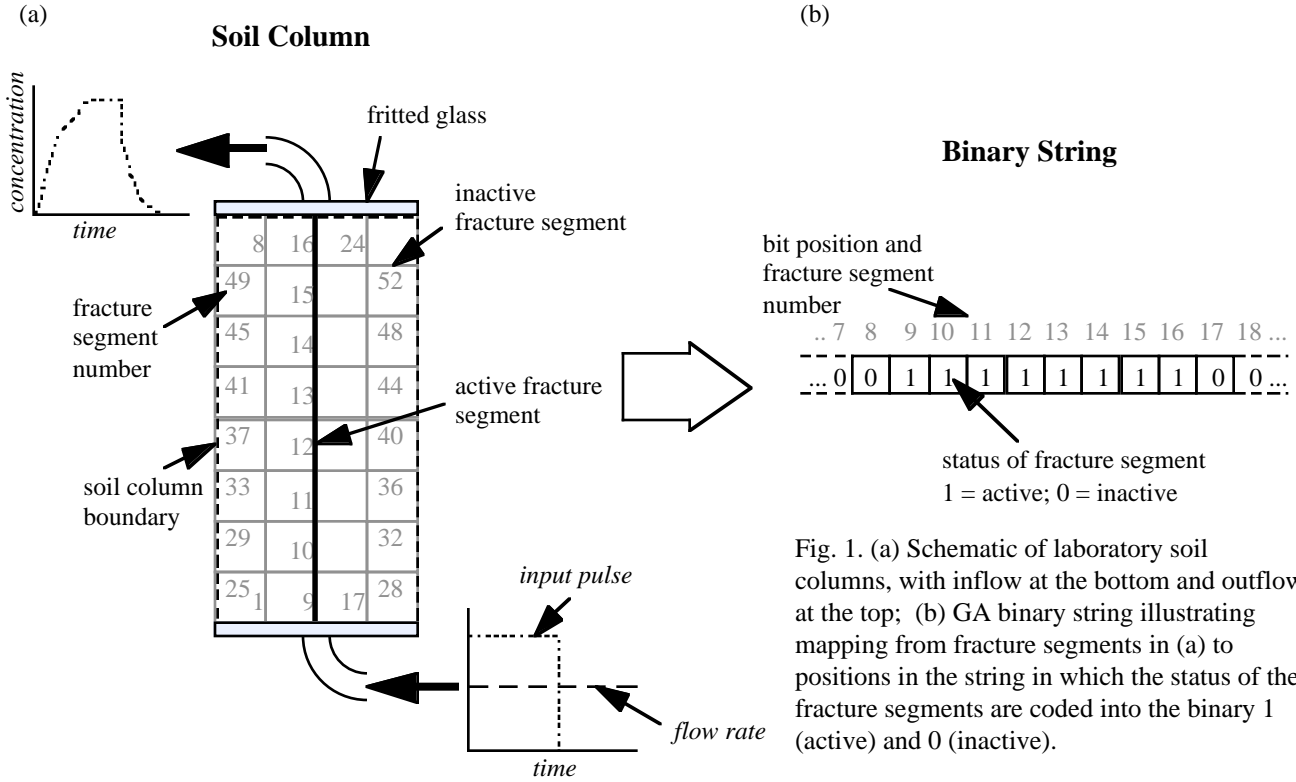 (a)
Soil Column
concentration
time
fritted glass
inactive
fracture segment
8 16 24
49 52
15
fracture
segment
number
45 48
14
41 44
13
active fracture
segment
37 40
12
soil column
boundary
33 36
11
29 32
10
25 28
1 9 17
input pulse
flow rate
time
(b)
Binary String
bit position and
fracture segment
number
.. 7 8 9 10 11 12 13 14 15 16 17 18 ...
... 0 0 1 1 1 1 1 1 1 1 0 0 ...
status of fracture segment
1 = active; 0 = inactive
Fig. 1. (a) Schematic of laboratory soil
columns, with inflow at the bottom and outflow
at the top; (b) GA binary string illustrating
mapping from fracture segments in (a) to
positions in the string in which the status of the
fracture segments are coded into the binary 1
(active) and 0 (inactive).